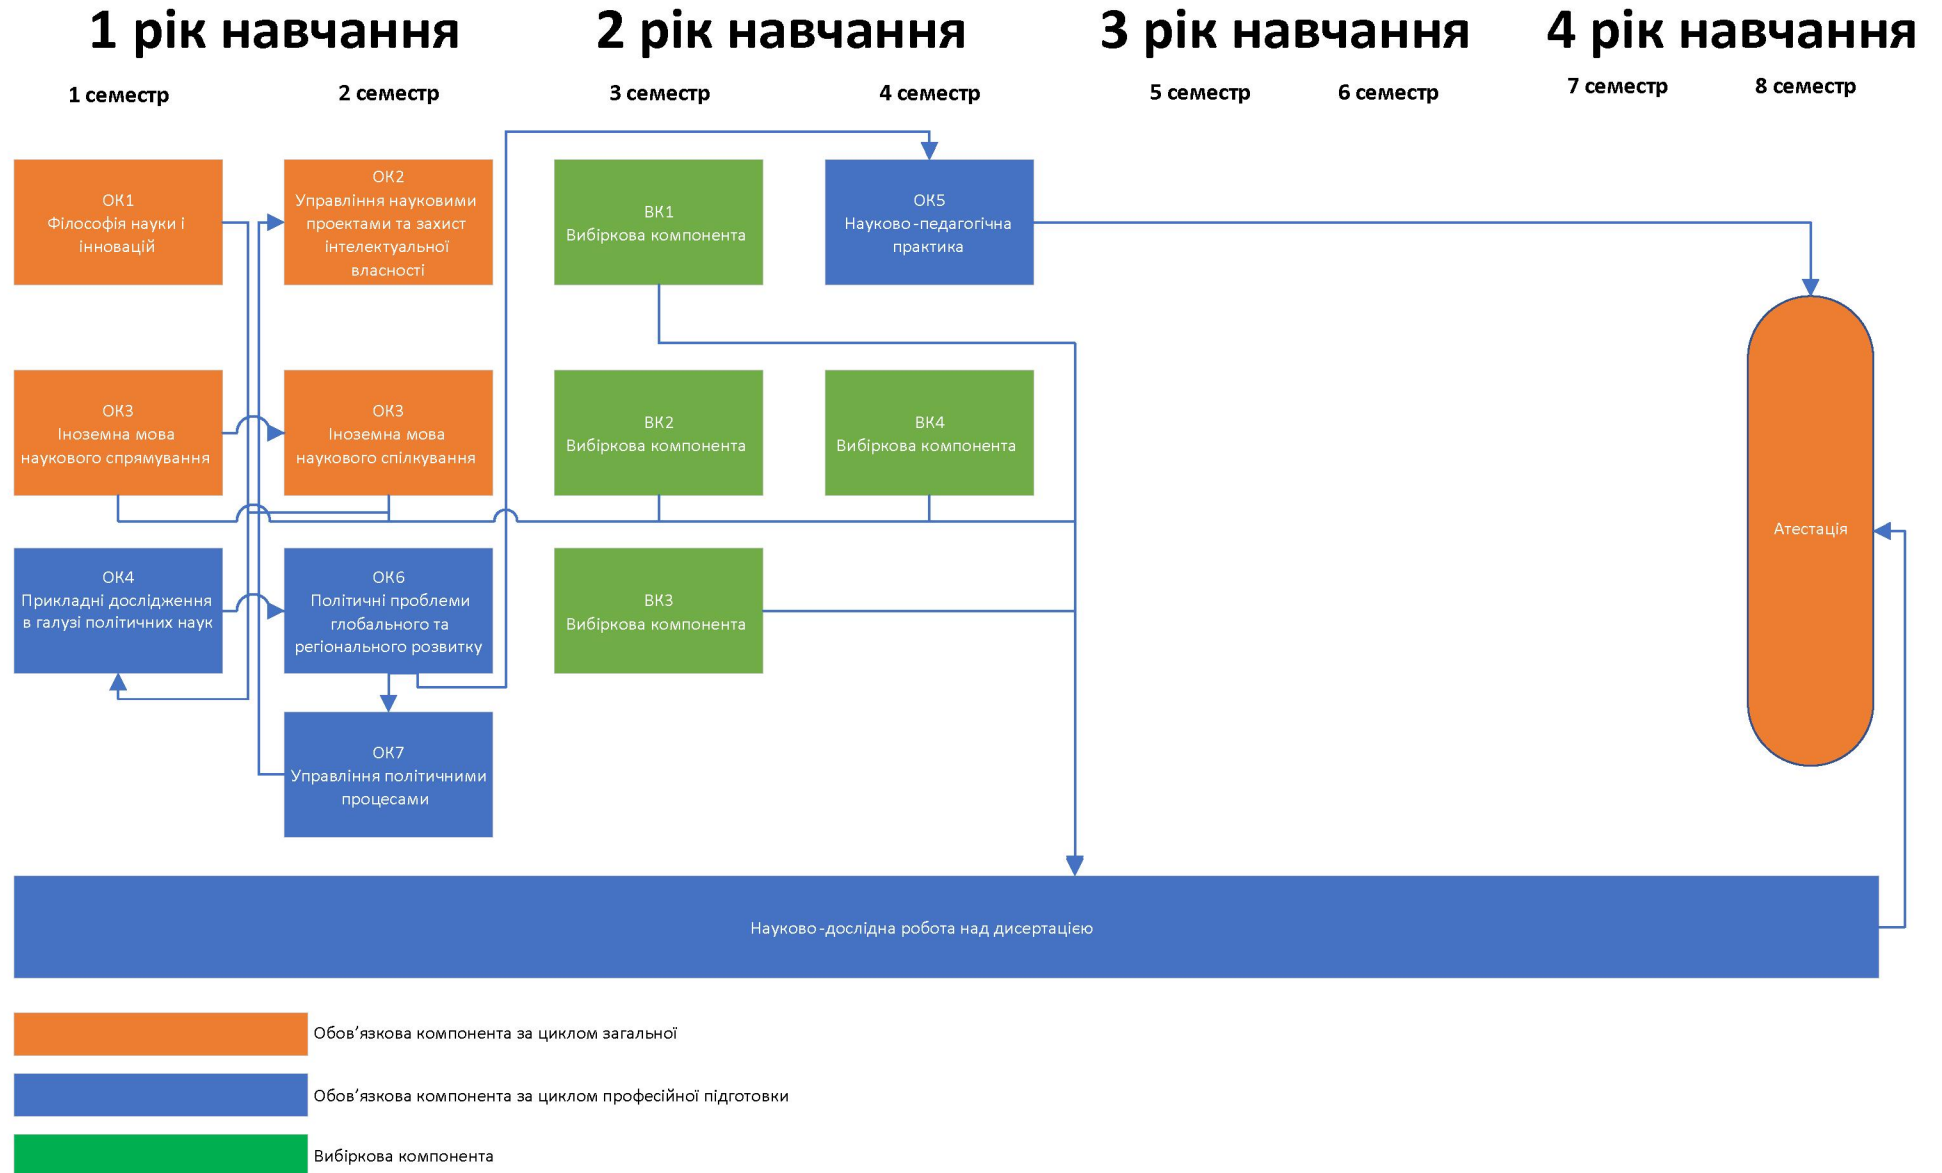 1 рік навчання
2 рік навчання
3 рік навчання
4 рік навчання
1 семестр
2 семестр
3 семестр
4 семестр
5 семестр
6 семестр
7 семестр
8 семестр
ОК1
Філософія науки і
інновацій
ОК2
Управління науковими
проектами та захист
інтелектуальної
власності
ВК1
Вибіркова компонента
ОК5
Науково-педагогічна
практика
ОК3
Іноземна мова
наукового спрямування
ОК3
Іноземна мова
наукового спілкування
ВК2
Вибіркова компонента
ВК4
Вибіркова компонента
Атестація
ОК4
Прикладні дослідження
в галузі політичних наук
ОК6
Політичні проблеми
глобального та
регіонального розвитку
ВК3
Вибіркова компонента
ОК7
Управління політичними
процесами
Науково-дослідна робота над дисертацією
Обов’язкова компонента за циклом загальної
Обов’язкова компонента за циклом професійної підготовки
Вибіркова компонента